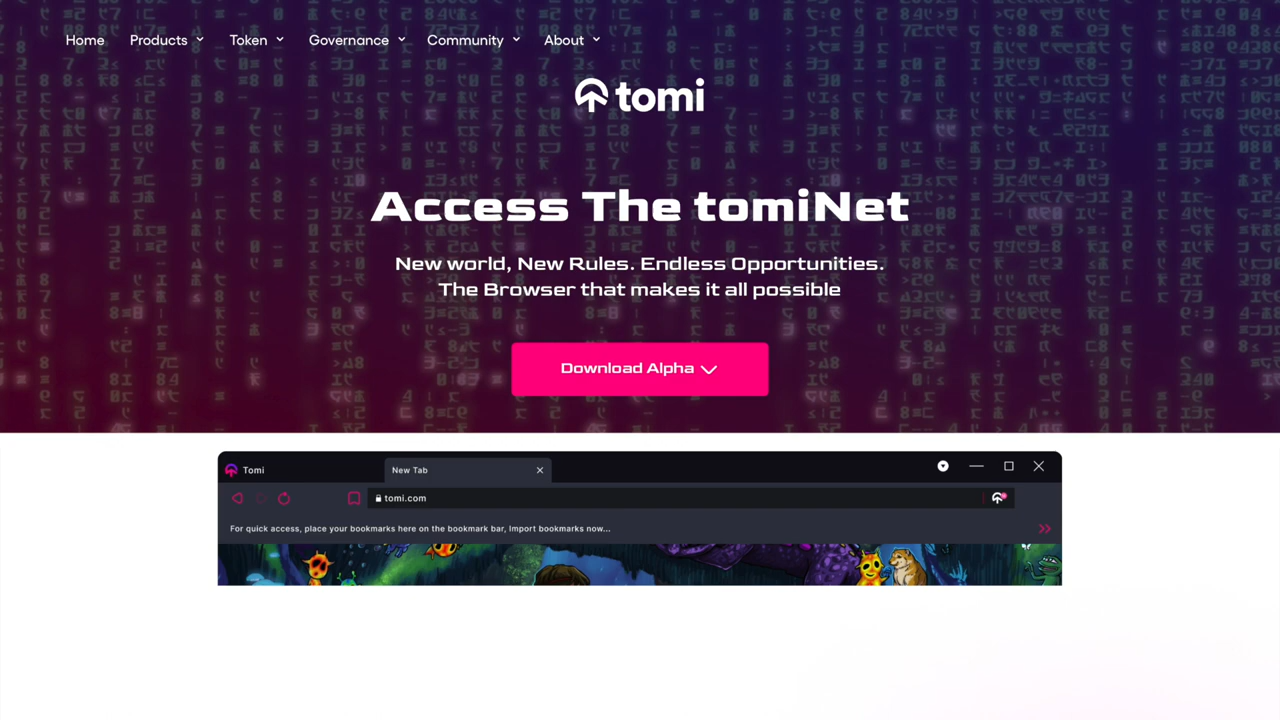 Home Products Token Governance Community About
tomi
Access The tomiNet
New world, New Rules. Endless Opportunities.
The Browser that makes it all possible
Download Alpha
Tomi New Tab
tomi.com
For quick access, place your bookmarks here on the bookmark bar, Import bookmarks now...